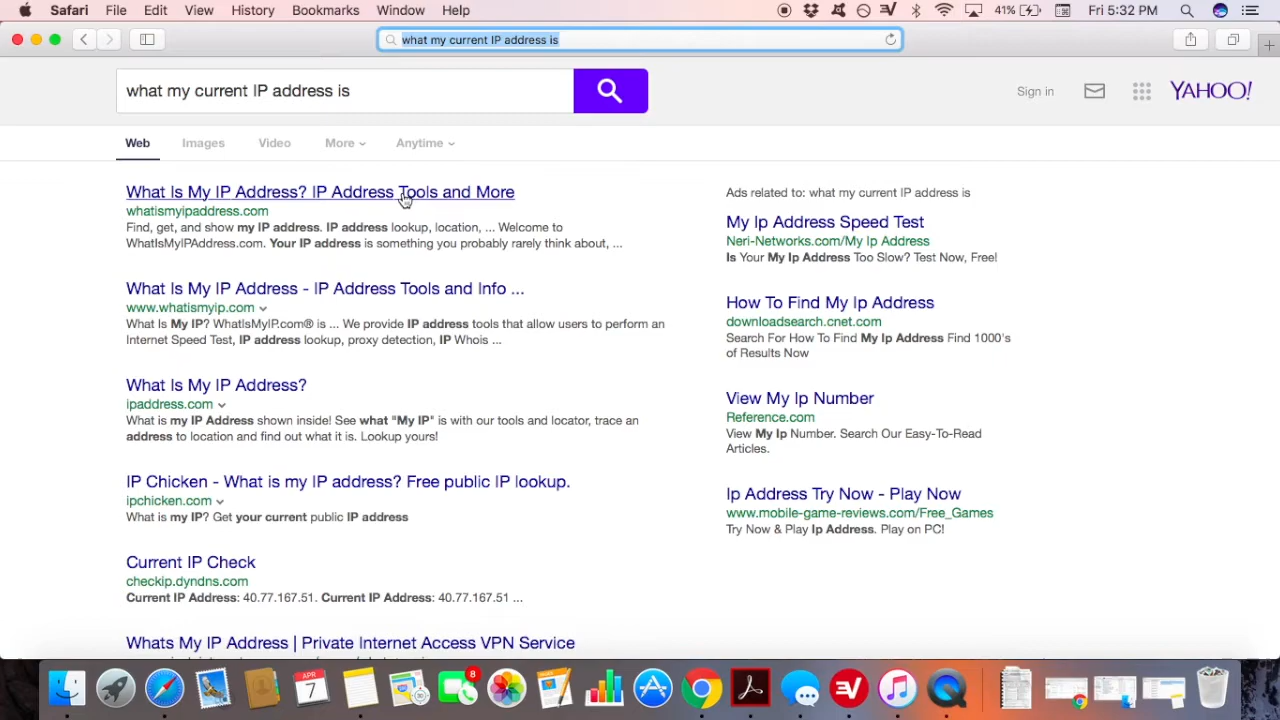 Safari File Edit View History Bookmarks Window Help 41% Fri 5:32 PM
what my current IP address is
what my current IP address is
Sign in YAHOO!
Web Images Video More Anytime
What Is My IP Address? IP Address Tools and More
whatismyipaddress.com
Find, get, and show my IP address. IP address lookup, location, ... Welcome to
WhatIsMyIPAddress.com. Your IP address is something you probably rarely think about, ...
What Is My IP Address - IP Address Tools and Info ...
www.whatismyip.com
What Is My IP? WhatIsMyIP.com® is ... We provide IP address tools that allow users to perform an
Internet Speed Test, IP address lookup, proxy detection, IP Whois ...
What Is My IP Address?
ipaddress.com
What is my IP Address shown inside! See what "My IP" is with our tools and locator, trace an
address to location and find out what it is. Lookup yours!
IP Chicken - What is my IP address? Free public IP lookup.
ipchicken.com
What is my IP? Get your current public IP address
Current IP Check
checkip.dyndns.com
Current IP Address: 40.77.167.51. Current IP Address: 40.77.167.51 ...
Whats My IP Address | Private Internet Access VPN Service
Ads related to: what my current IP address is
My Ip Address Speed Test
Neri-Networks.com/My Ip Address
Is Your My Ip Address Too Slow? Test Now, Free!
How To Find My Ip Address
downloadsearch.cnet.com
Search For How To Find My Ip Address Find 1000's
of Results Now
View My Ip Number
Reference.com
View My Ip Number. Search Our Easy-To-Read
Articles.
Ip Address Try Now - Play Now
www.mobile-game-reviews.com/Free_Games
Try Now & Play Ip Address. Play on PC!
APR
7
8